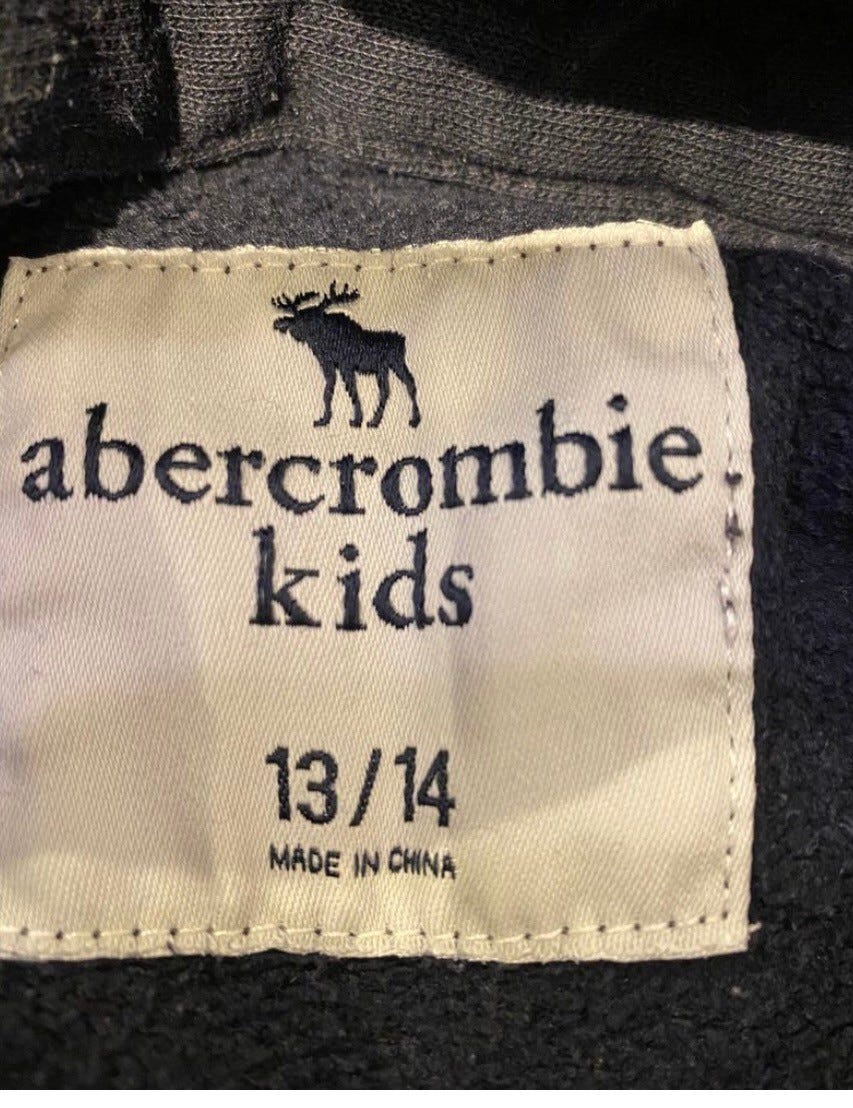 abercrombie
kids
13/14
MADE IN CHINA